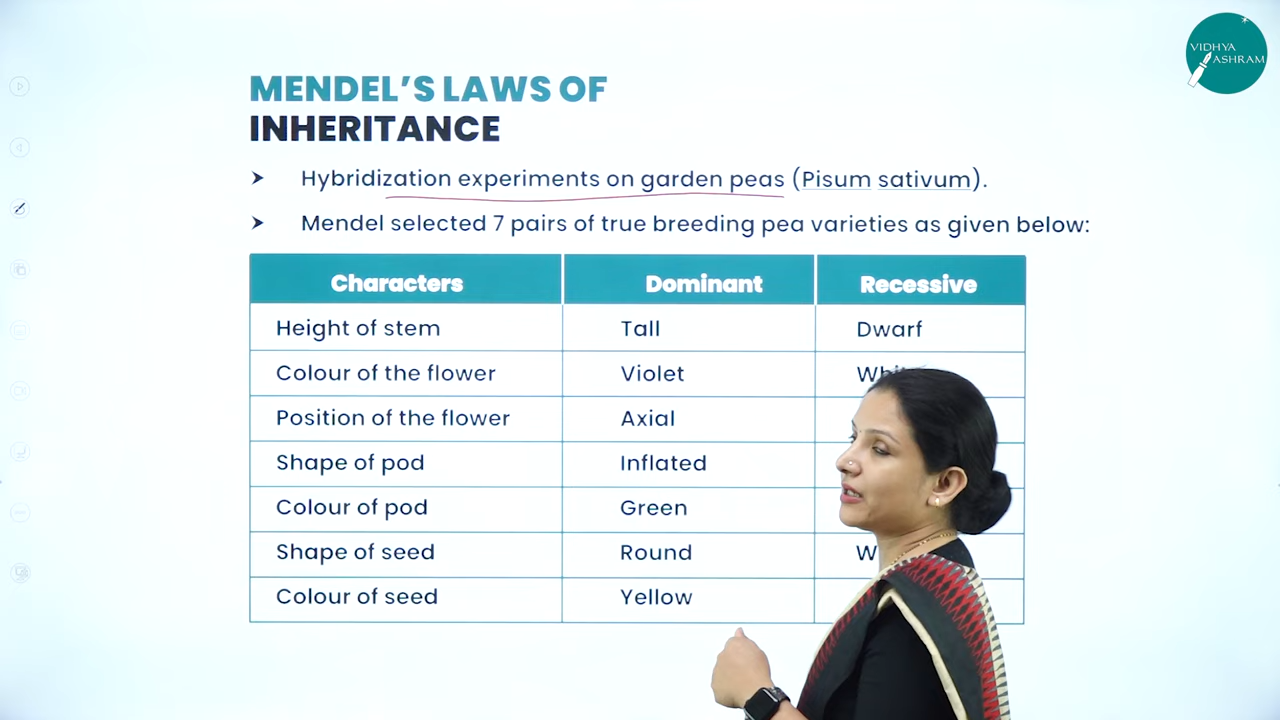 VIDHYA
ASHRAM
MENDEL’S LAWS OF
INHERITANCE
➤ Hybridization experiments on garden peas (Pisum sativum).
➤ Mendel selected 7 pairs of true breeding pea varieties as given below:
Characters Dominant Recessive
Height of stem Tall Dwarf
Colour of the flower Violet
Position of the flower Axial
Shape of pod Inflated
Colour of pod Green
Shape of seed Round
Colour of seed Yellow